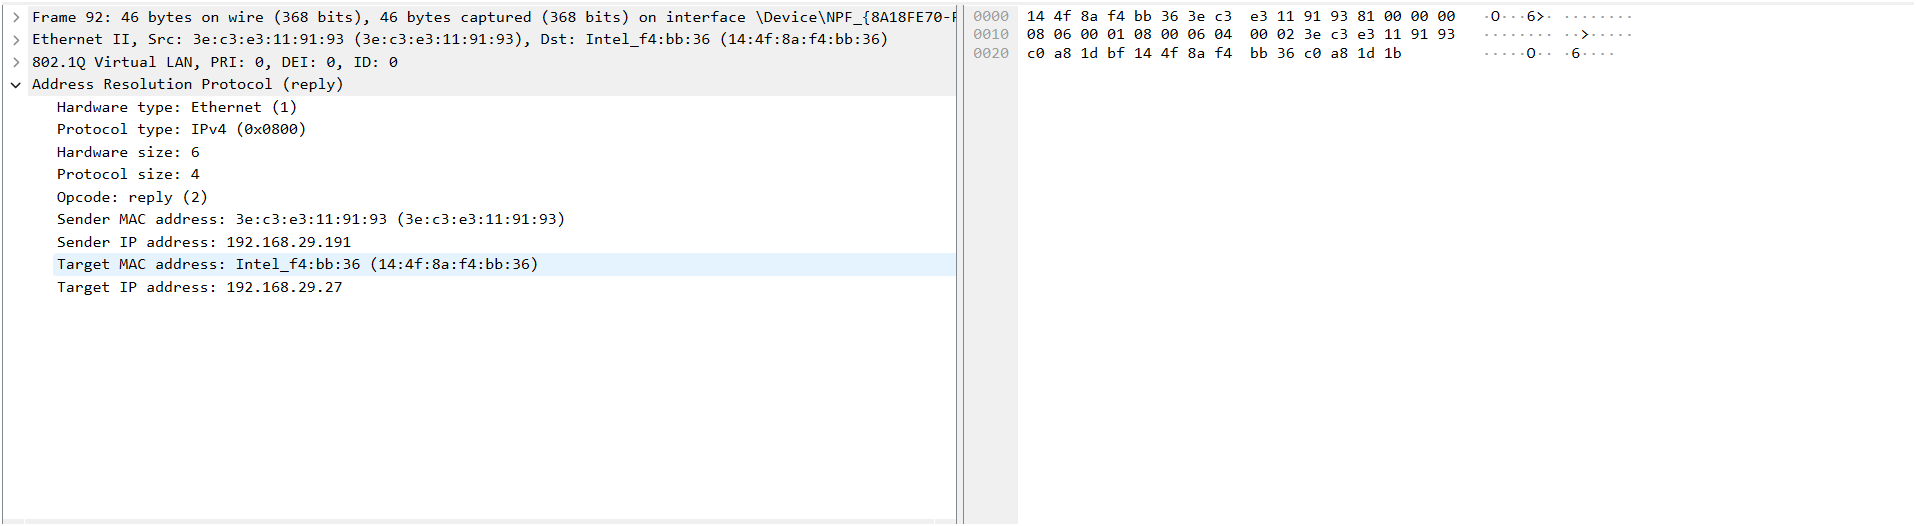 Frame 92: 46 bytes on wire (368 bits), 46 bytes captured (368 bits) on interface \Device\NPF_{8A18FE70-
Ethernet II, Src: 3e:c3:e3:11:91:93 (3e:c3:e3:11:91:93), Dst: Intel_f4:bb:36 (14:4f:8a:f4:bb:36)
802.1Q Virtual LAN, PRI: 0, DEI: 0, ID: 0
Address Resolution Protocol (reply)
Hardware type: Ethernet (1)
Protocol type: IPv4 (0x0800)
Hardware size: 6
Protocol size: 4
Opcode: reply (2)
Sender MAC address: 3e:c3:e3:11:91:93 (3e:c3:e3:11:91:93)
Sender IP address: 192.168.29.191
Target MAC address: Intel_f4:bb:36 (14:4f:8a:f4:bb:36)
Target IP address: 192.168.29.27
0000 14 4f 8a f4 bb 36 3e c3 e3 11 91 93 81 00 00 00 ·O···6>· ········
0010 08 06 00 01 08 00 06 04 00 02 3e c3 e3 11 91 93 ········ ··>·····
0020 c0 a8 1d bf 14 4f 8a f4 bb 36 c0 a8 1d 1b ·····O·· ·6····